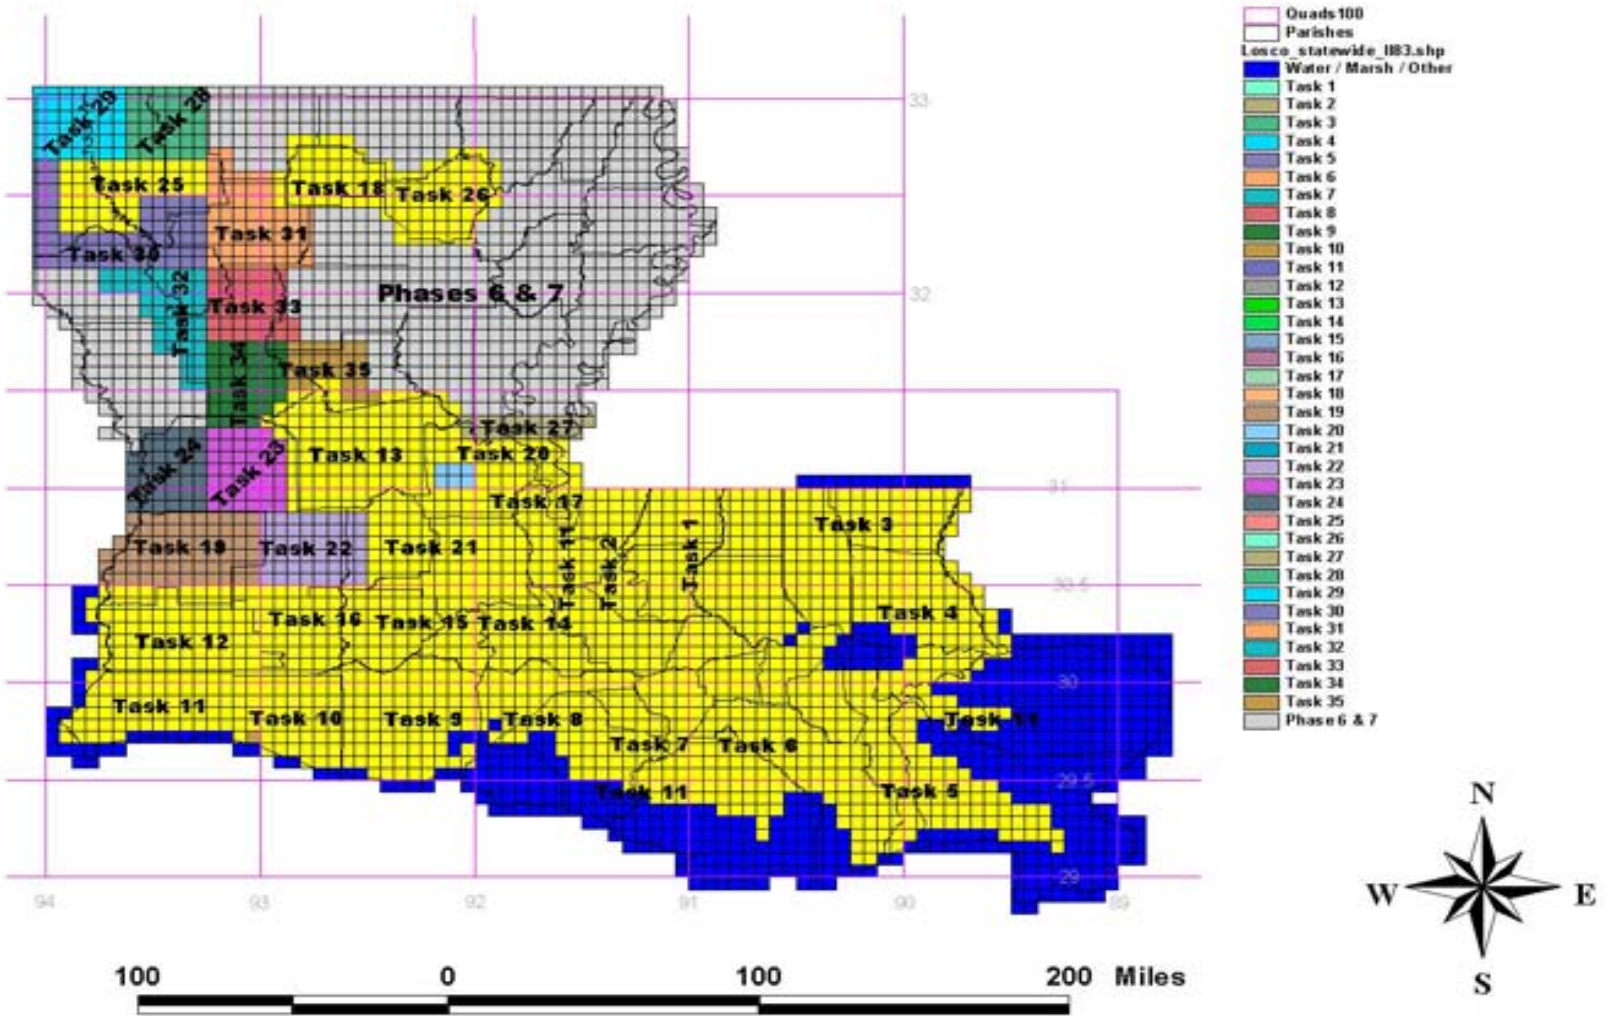 Quads100
Parishes
Losco_statewide_ll83.shp
Water / Marsh / Other
Task 1
Task 2
Task 3
Task 4
Task 5
Task 6
Task 7
Task 8
Task 9
Task 10
Task 11
Task 12
Task 13
Task 14
Task 15
Task 16
Task 17
Task 18
Task 19
Task 20
Task 21
Task 22
Task 23
Task 24
Task 25
Task 26
Task 27
Task 28
Task 29
Task 30
Task 31
Task 32
Task 33
Task 34
Task 35
Phase 6 & 7
Task 29
Task 28
33
Task 25
Task 18
Task 26
Task 31
Task 30
Task 32
Phases 6 & 7
32
Task 33
Task 34
Task 35
Task 27
Task 24
Task 23
Task 13
Task 20
31
Task 17
Task 3
Task 19
Task 22
Task 21
Task 11
Task 2
Task 1
30.5
Task 4
Task 16
Task 15
Task 14
Task 12
30
Task 11
Task 10
Task 9
Task 8
Task 11
Task 7
Task 6
29.5
Task 11
Task 5
29
94
93
92
91
90
89
N
W
E
S
100
0
100
200 Miles